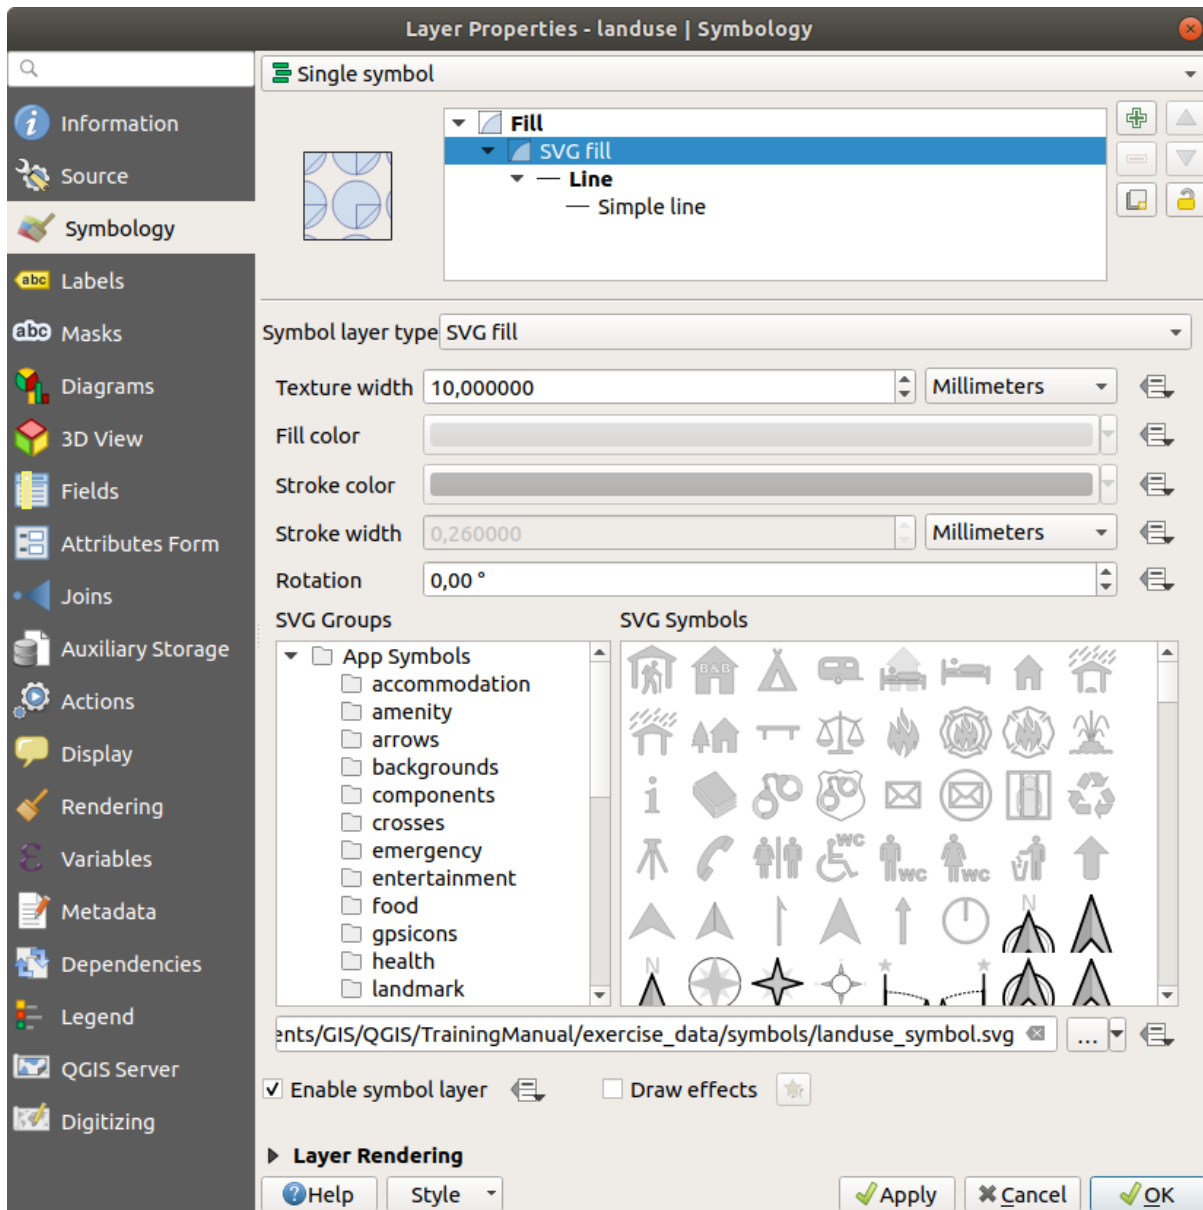 Layer Properties - landuse | Symbology
Information
Source
Symbology
Labels
Masks
Diagrams
3D View
Fields
Attributes Form
Joins
Auxiliary Storage
Actions
Display
Rendering
Variables
Metadata
Dependencies
Legend
QGIS Server
Digitizing
Single symbol
Fill
SVG fill
Line
Simple line
Symbol layer type SVG fill
Texture width 10,000000 Millimeters
Fill color
Stroke color
Stroke width 0,260000 Millimeters
Rotation 0,00 °
SVG Groups SVG Symbols
App Symbols
accommodation
amenity
arrows
backgrounds
components
crosses
emergency
entertainment
food
gpsicons
health
landmark
B&B
WC
WC WC
N
N
ents/GIS/QGIS/TrainingManual/exercise_data/symbols/landuse_symbol.svg ...
Enable symbol layer Draw effects
Layer Rendering
Help Style Apply Cancel OK